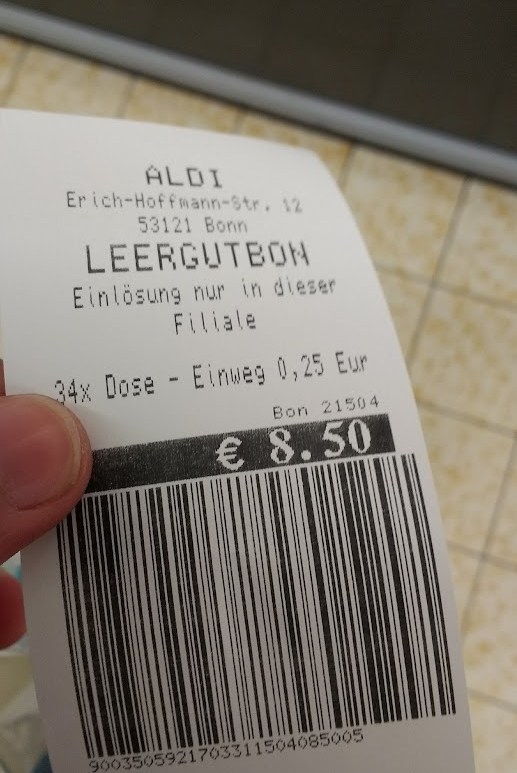 ALDI
Erich-Hoffmann-Str. 12
53121 Bonn
LEERGUTBON
Einlösung nur in dieser
Filiale
34x Dose - Einweg 0,25 Eur
Bon 21504
€ 8.50
9003505921703311504085005